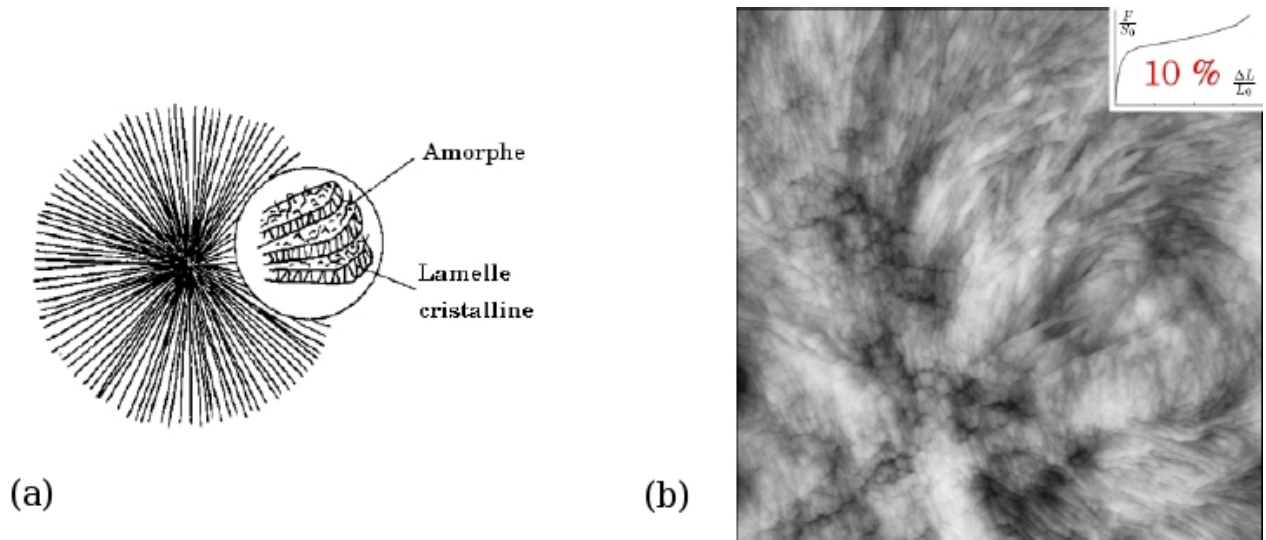 Amorphe
Lamelle
cristalline
(a)
F
S₀
10 %
ΔL
L₀
(b)